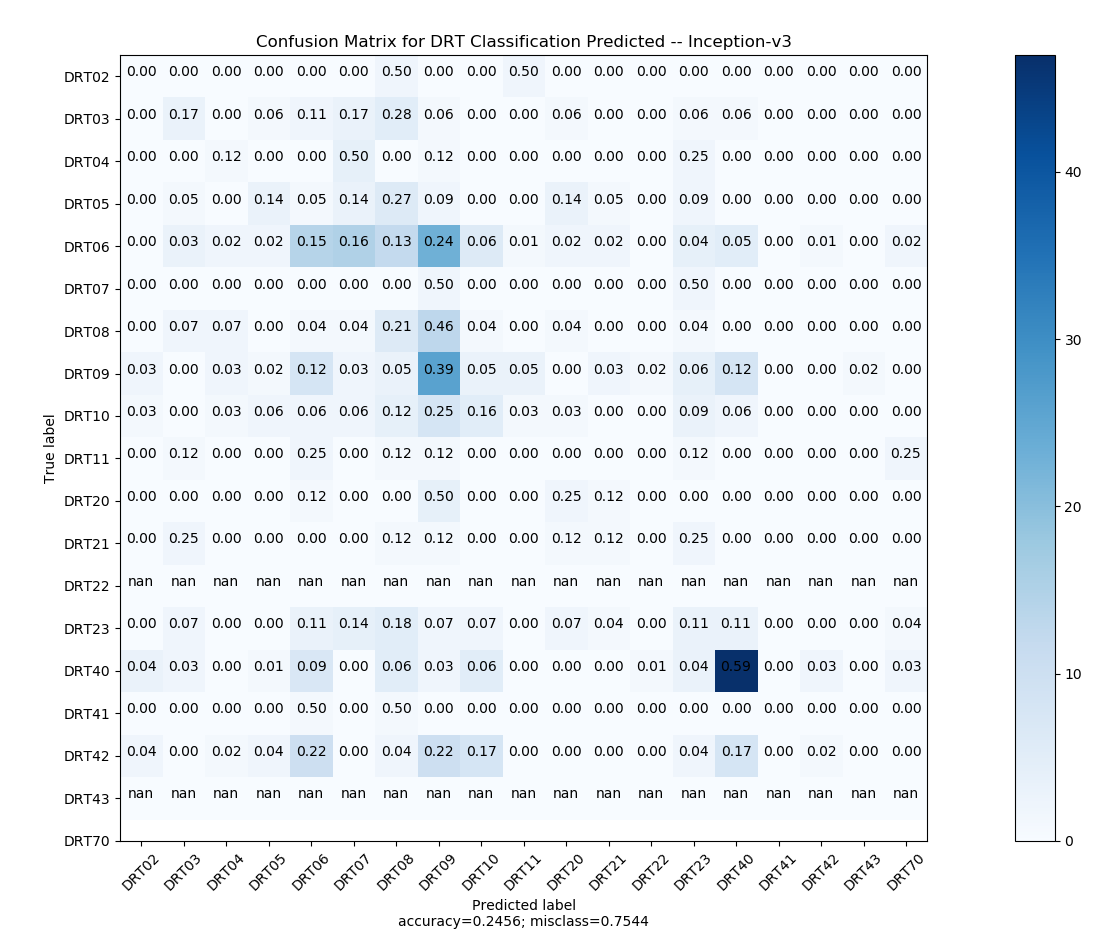 Confusion Matrix for DRT Classification Predicted -- Inception-v3
DRT02 0.00 0.00 0.00 0.00 0.00 0.00 0.50 0.00 0.00 0.50 0.00 0.00 0.00 0.00 0.00 0.00 0.00 0.00 0.00
DRT03 0.00 0.17 0.00 0.06 0.11 0.17 0.28 0.06 0.00 0.00 0.06 0.00 0.00 0.06 0.06 0.00 0.00 0.00 0.00
DRT04 0.00 0.00 0.12 0.00 0.00 0.50 0.00 0.12 0.00 0.00 0.00 0.00 0.00 0.25 0.00 0.00 0.00 0.00 0.00
DRT05 0.00 0.05 0.00 0.14 0.05 0.14 0.27 0.09 0.00 0.00 0.14 0.05 0.00 0.09 0.00 0.00 0.00 0.00 0.00
DRT06 0.00 0.03 0.02 0.02 0.15 0.16 0.13 0.24 0.06 0.01 0.02 0.02 0.00 0.04 0.05 0.00 0.01 0.00 0.02
DRT07 0.00 0.00 0.00 0.00 0.00 0.00 0.00 0.50 0.00 0.00 0.00 0.00 0.00 0.50 0.00 0.00 0.00 0.00 0.00
DRT08 0.00 0.07 0.07 0.00 0.04 0.04 0.21 0.46 0.04 0.00 0.04 0.00 0.00 0.04 0.00 0.00 0.00 0.00 0.00
DRT09 0.03 0.00 0.03 0.02 0.12 0.03 0.05 0.39 0.05 0.05 0.00 0.03 0.02 0.06 0.12 0.00 0.00 0.02 0.00
DRT10 0.03 0.00 0.03 0.06 0.06 0.06 0.12 0.25 0.16 0.03 0.03 0.00 0.00 0.09 0.06 0.00 0.00 0.00 0.00
DRT11 0.00 0.12 0.00 0.00 0.25 0.00 0.12 0.12 0.00 0.00 0.00 0.00 0.00 0.12 0.00 0.00 0.00 0.00 0.25
DRT20 0.00 0.00 0.00 0.00 0.12 0.00 0.00 0.50 0.00 0.00 0.25 0.12 0.00 0.00 0.00 0.00 0.00 0.00 0.00
DRT21 0.00 0.25 0.00 0.00 0.00 0.00 0.12 0.12 0.00 0.00 0.12 0.12 0.00 0.25 0.00 0.00 0.00 0.00 0.00
DRT22 nan nan nan nan nan nan nan nan nan nan nan nan nan nan nan nan nan nan nan
DRT23 0.00 0.07 0.00 0.00 0.11 0.14 0.18 0.07 0.07 0.00 0.07 0.04 0.00 0.11 0.11 0.00 0.00 0.00 0.04
DRT40 0.04 0.03 0.00 0.01 0.09 0.00 0.06 0.03 0.06 0.00 0.00 0.00 0.01 0.04 0.59 0.00 0.03 0.00 0.03
DRT41 0.00 0.00 0.00 0.00 0.50 0.00 0.50 0.00 0.00 0.00 0.00 0.00 0.00 0.00 0.00 0.00 0.00 0.00 0.00
DRT42 0.04 0.00 0.02 0.04 0.22 0.00 0.04 0.22 0.17 0.00 0.00 0.00 0.00 0.04 0.17 0.00 0.02 0.00 0.00
DRT43 nan nan nan nan nan nan nan nan nan nan nan nan nan nan nan nan nan nan nan
DRT70
True label
DRT02 DRT03 DRT04 DRT05 DRT06 DRT07 DRT08 DRT09 DRT10 DRT11 DRT20 DRT21 DRT22 DRT23 DRT40 DRT41 DRT42 DRT43 DRT70
Predicted label
accuracy=0.2456; misclass=0.7544
40
30
20
10
0